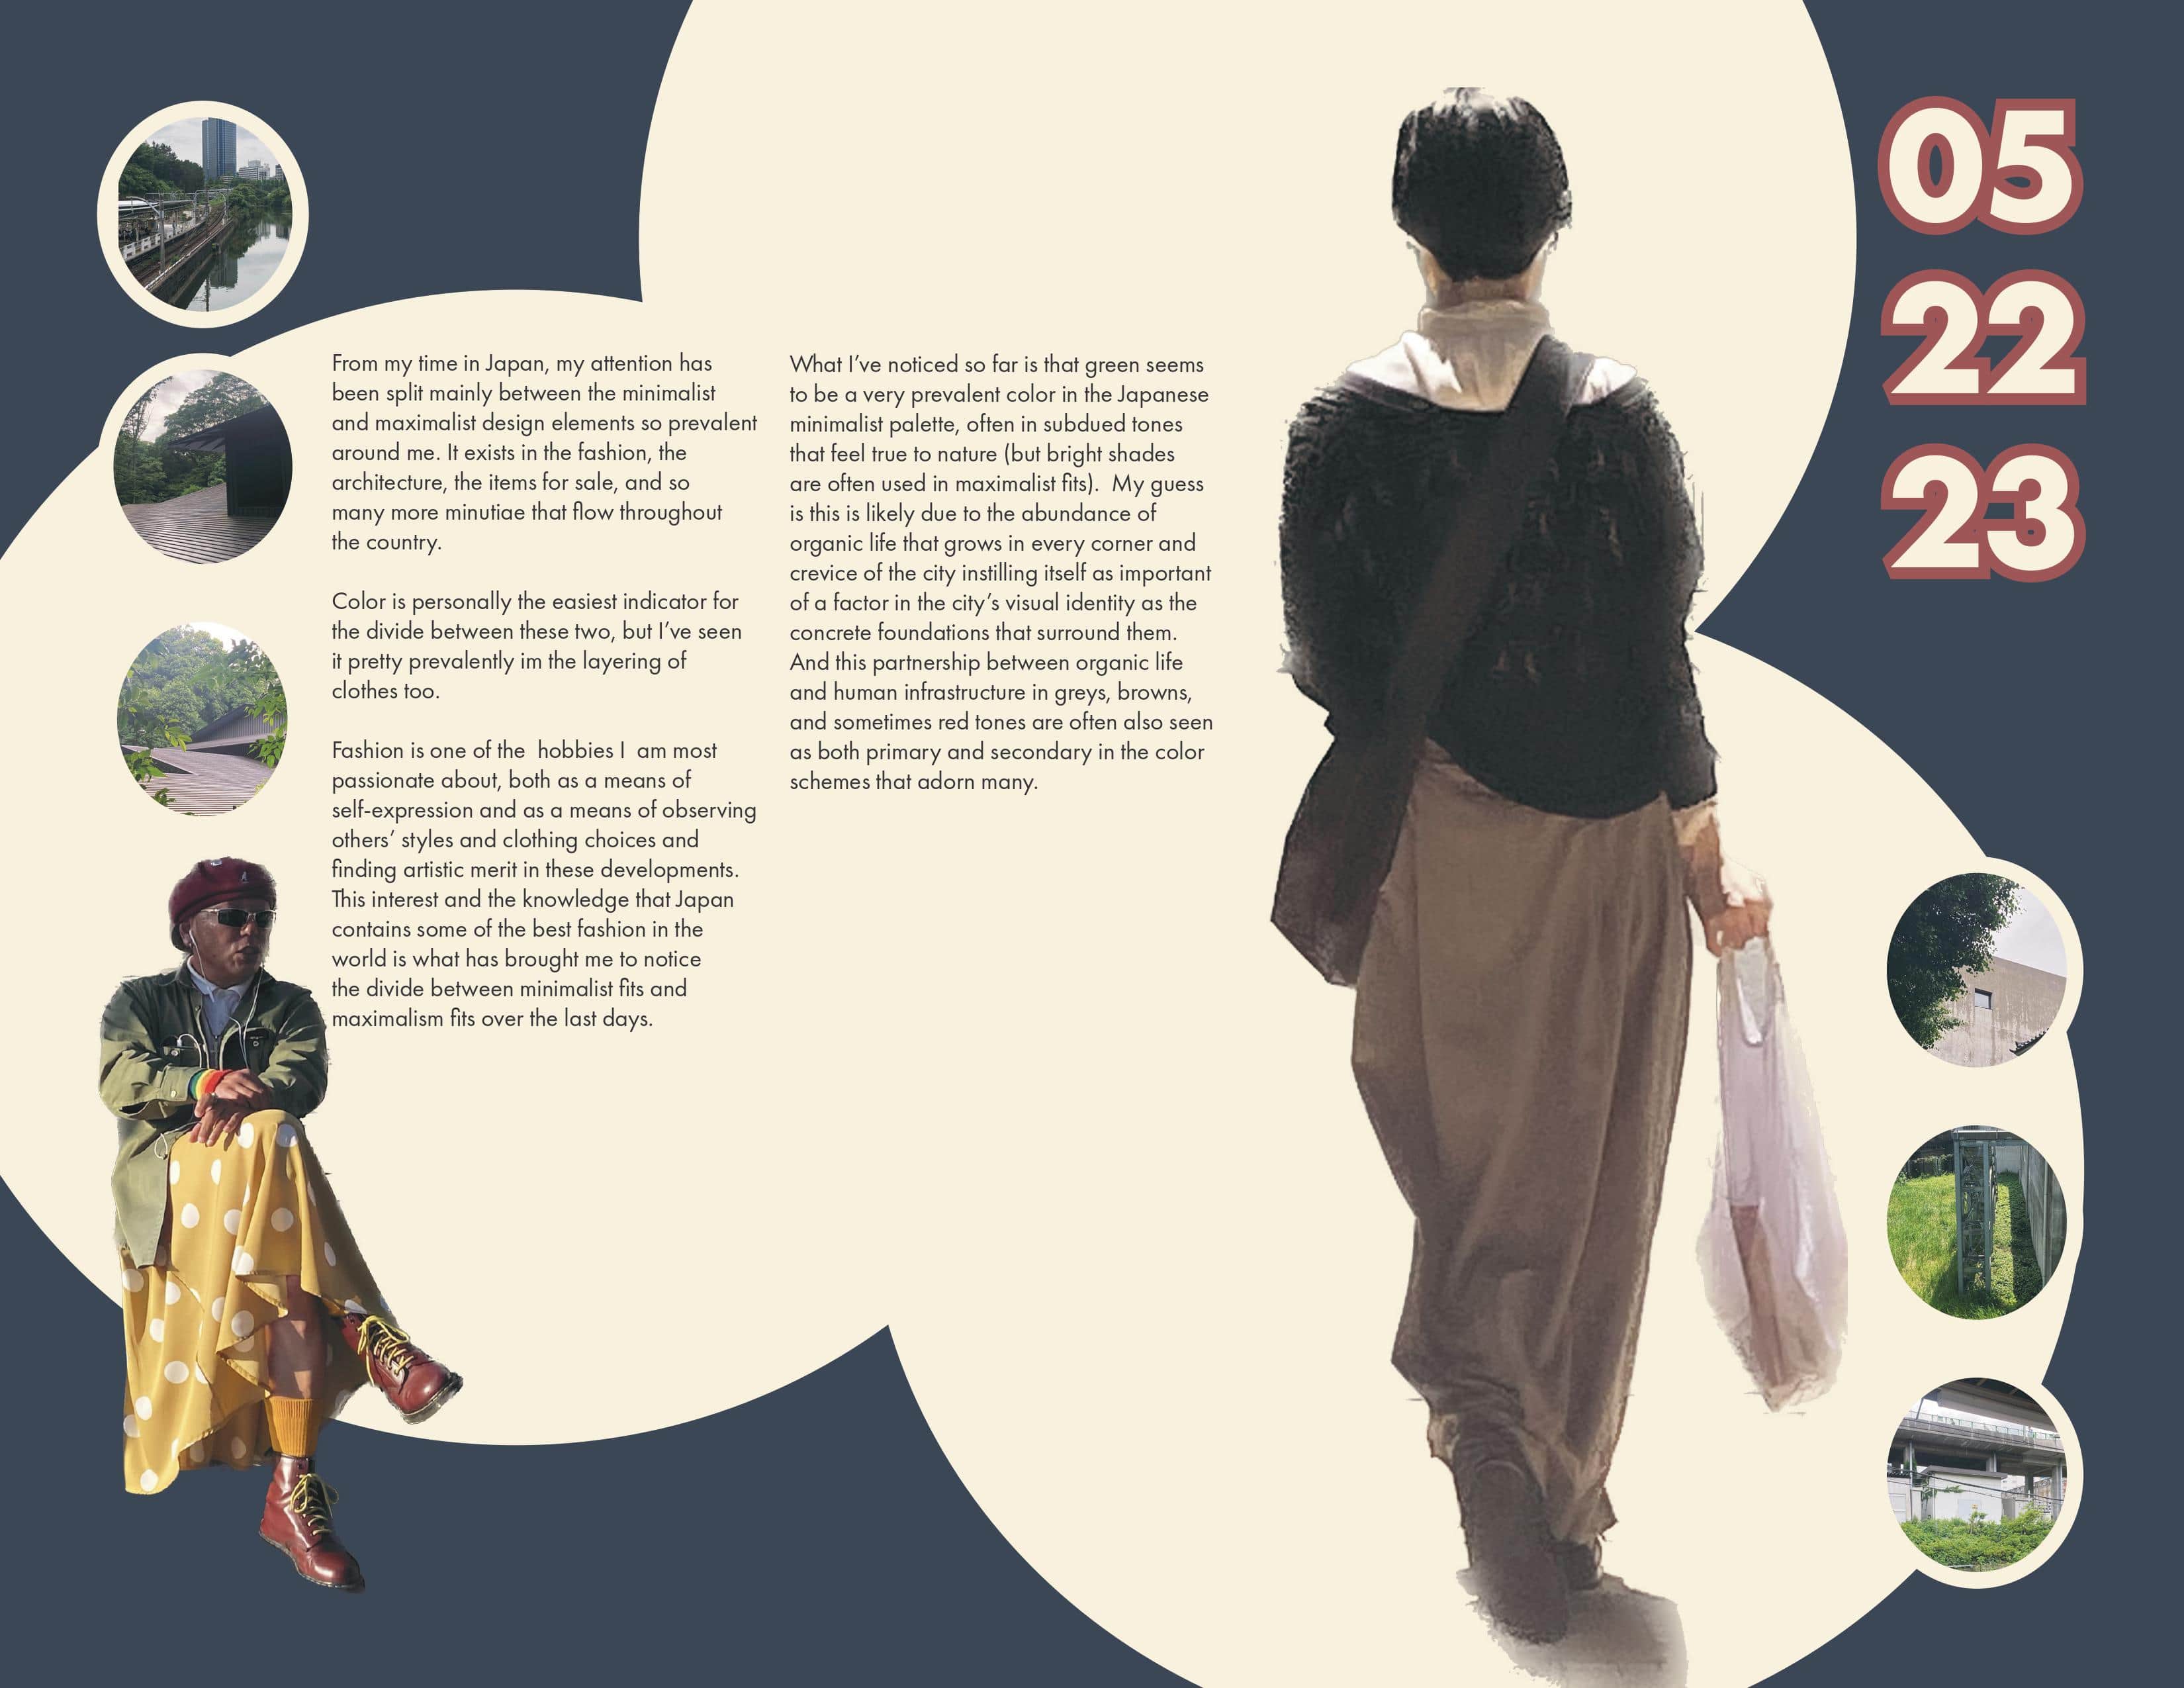 From my time in Japan, my attention has
been split mainly between the minimalist
and maximalist design elements so prevalent
around me. It exists in the fashion, the
architecture, the items for sale, and so
many more minutiae that flow throughout
the country.
Color is personally the easiest indicator for
the divide between these two, but I've seen
it pretty prevalently im the layering of
clothes too.
Fashion is one of the  hobbies I  am most
passionate about, both as a means of
self-expression and as a means of observing
others' styles and clothing choices and
finding artistic merit in these developments.
This interest and the knowledge that Japan
contains some of the best fashion in the
world is what has brought me to notice
the divide between minimalist fits and
maximalism fits over the last days.
What I've noticed so far is that green seems
to be a very prevalent color in the Japanese
minimalist palette, often in subdued tones
that feel true to nature (but bright shades
are often used in maximalist fits).  My guess
is this is likely due to the abundance of
organic life that grows in every corner and
crevice of the city instilling itself as important
of a factor in the city's visual identity as the
concrete foundations that surround them.
And this partnership between organic life
and human infrastructure in greys, browns,
and sometimes red tones are often also seen
as both primary and secondary in the color
schemes that adorn many.
05
22
23